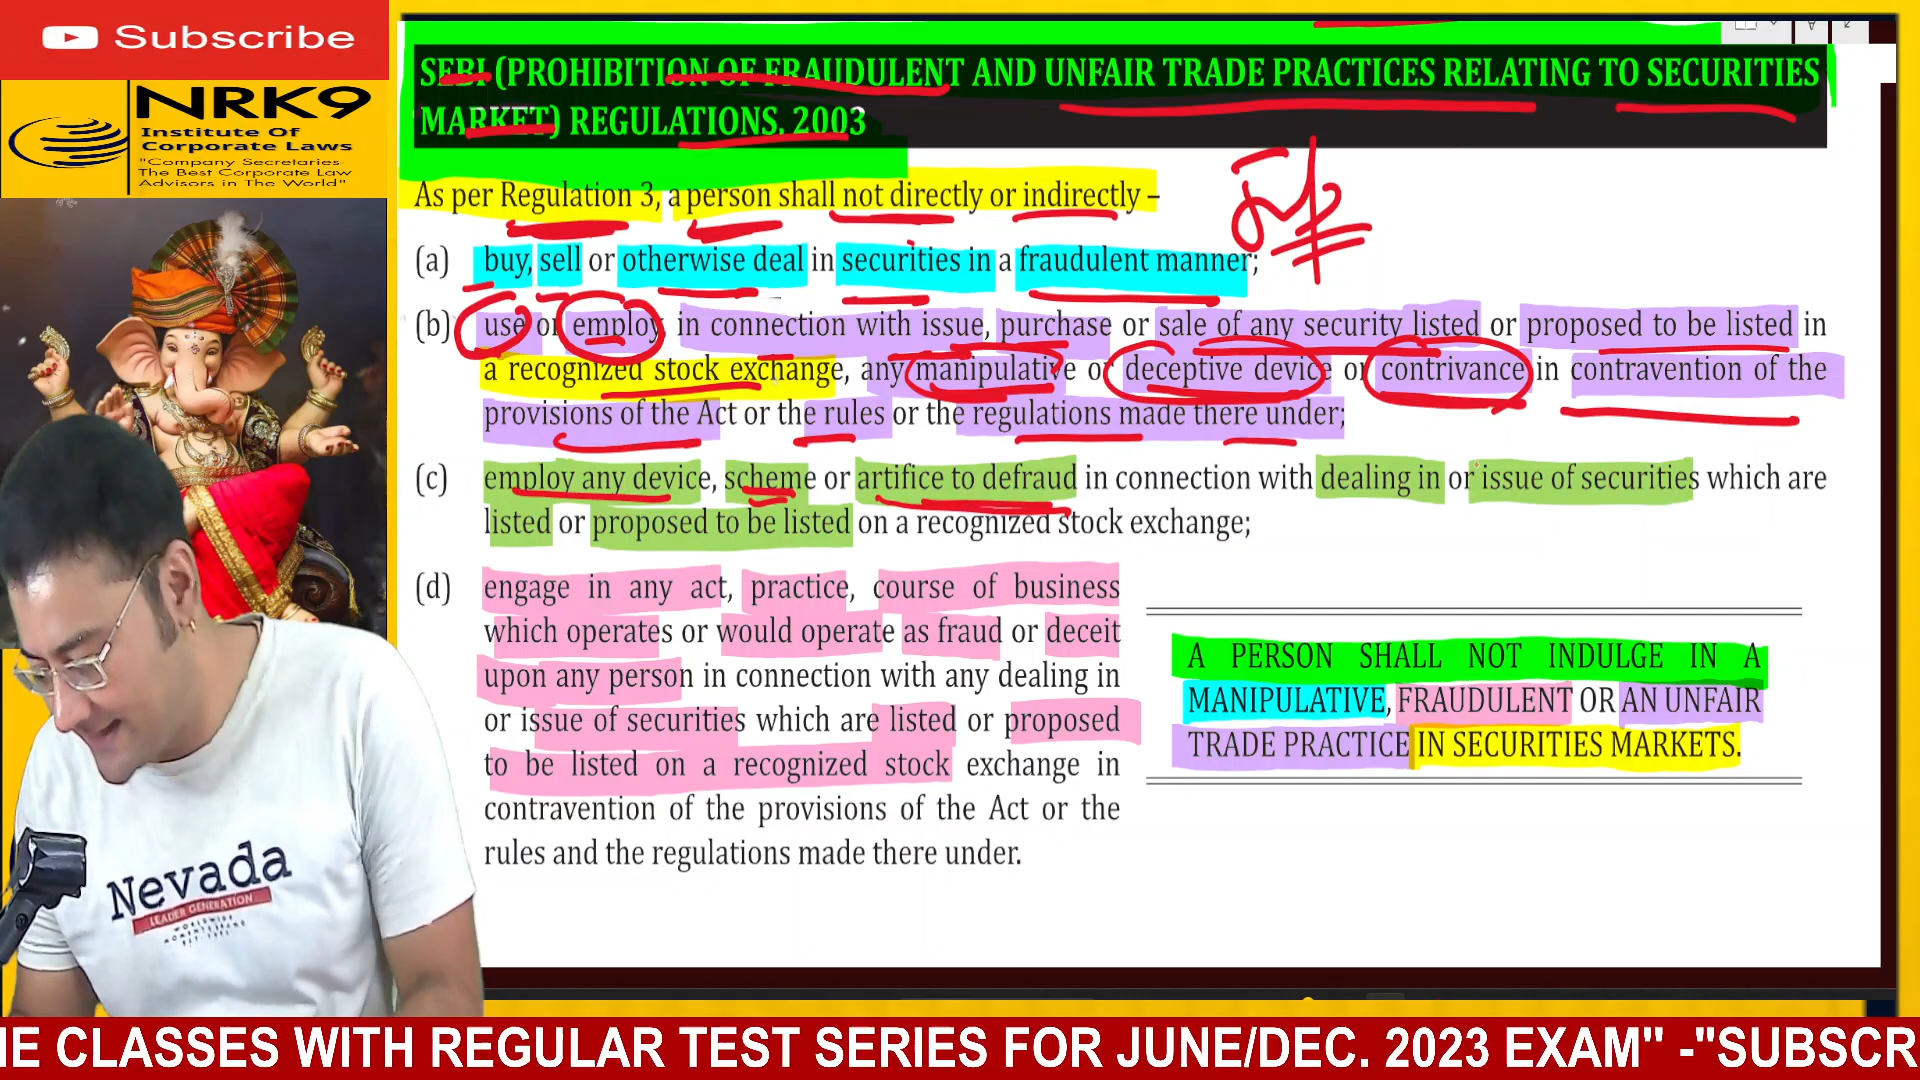 Subscribe
NRK9
Institute Of
Corporate Laws
"Company Secretaries-
The Best Corporate Law
Advisors in The World"
SEBI (PROHIBITION OF FRAUDULENT AND UNFAIR TRADE PRACTICES RELATING TO SECURITIES
MARKET) REGULATIONS, 2003
As per Regulation 3, a person shall not directly or indirectly –
(a) buy, sell or otherwise deal in securities in a fraudulent manner;
(b) use or employ, in connection with issue, purchase or sale of any security listed or proposed to be listed in
a recognized stock exchange, any manipulative or deceptive device or contrivance in contravention of the
provisions of the Act or the rules or the regulations made there under;
(c) employ any device, scheme or artifice to defraud in connection with dealing in or issue of securities which are
listed or proposed to be listed on a recognized stock exchange;
(d) engage in any act, practice, course of business
which operates or would operate as fraud or deceit
upon any person in connection with any dealing in
or issue of securities which are listed or proposed
to be listed on a recognized stock exchange in
contravention of the provisions of the Act or the
rules and the regulations made there under.
A PERSON SHALL NOT INDULGE IN A
MANIPULATIVE, FRAUDULENT OR AN UNFAIR
TRADE PRACTICE IN SECURITIES MARKETS.
Nevada
LEADER GENERATION
WORLDWIDE
HE CLASSES WITH REGULAR TEST SERIES FOR JUNE/DEC. 2023 EXAM" -"SUBSCR